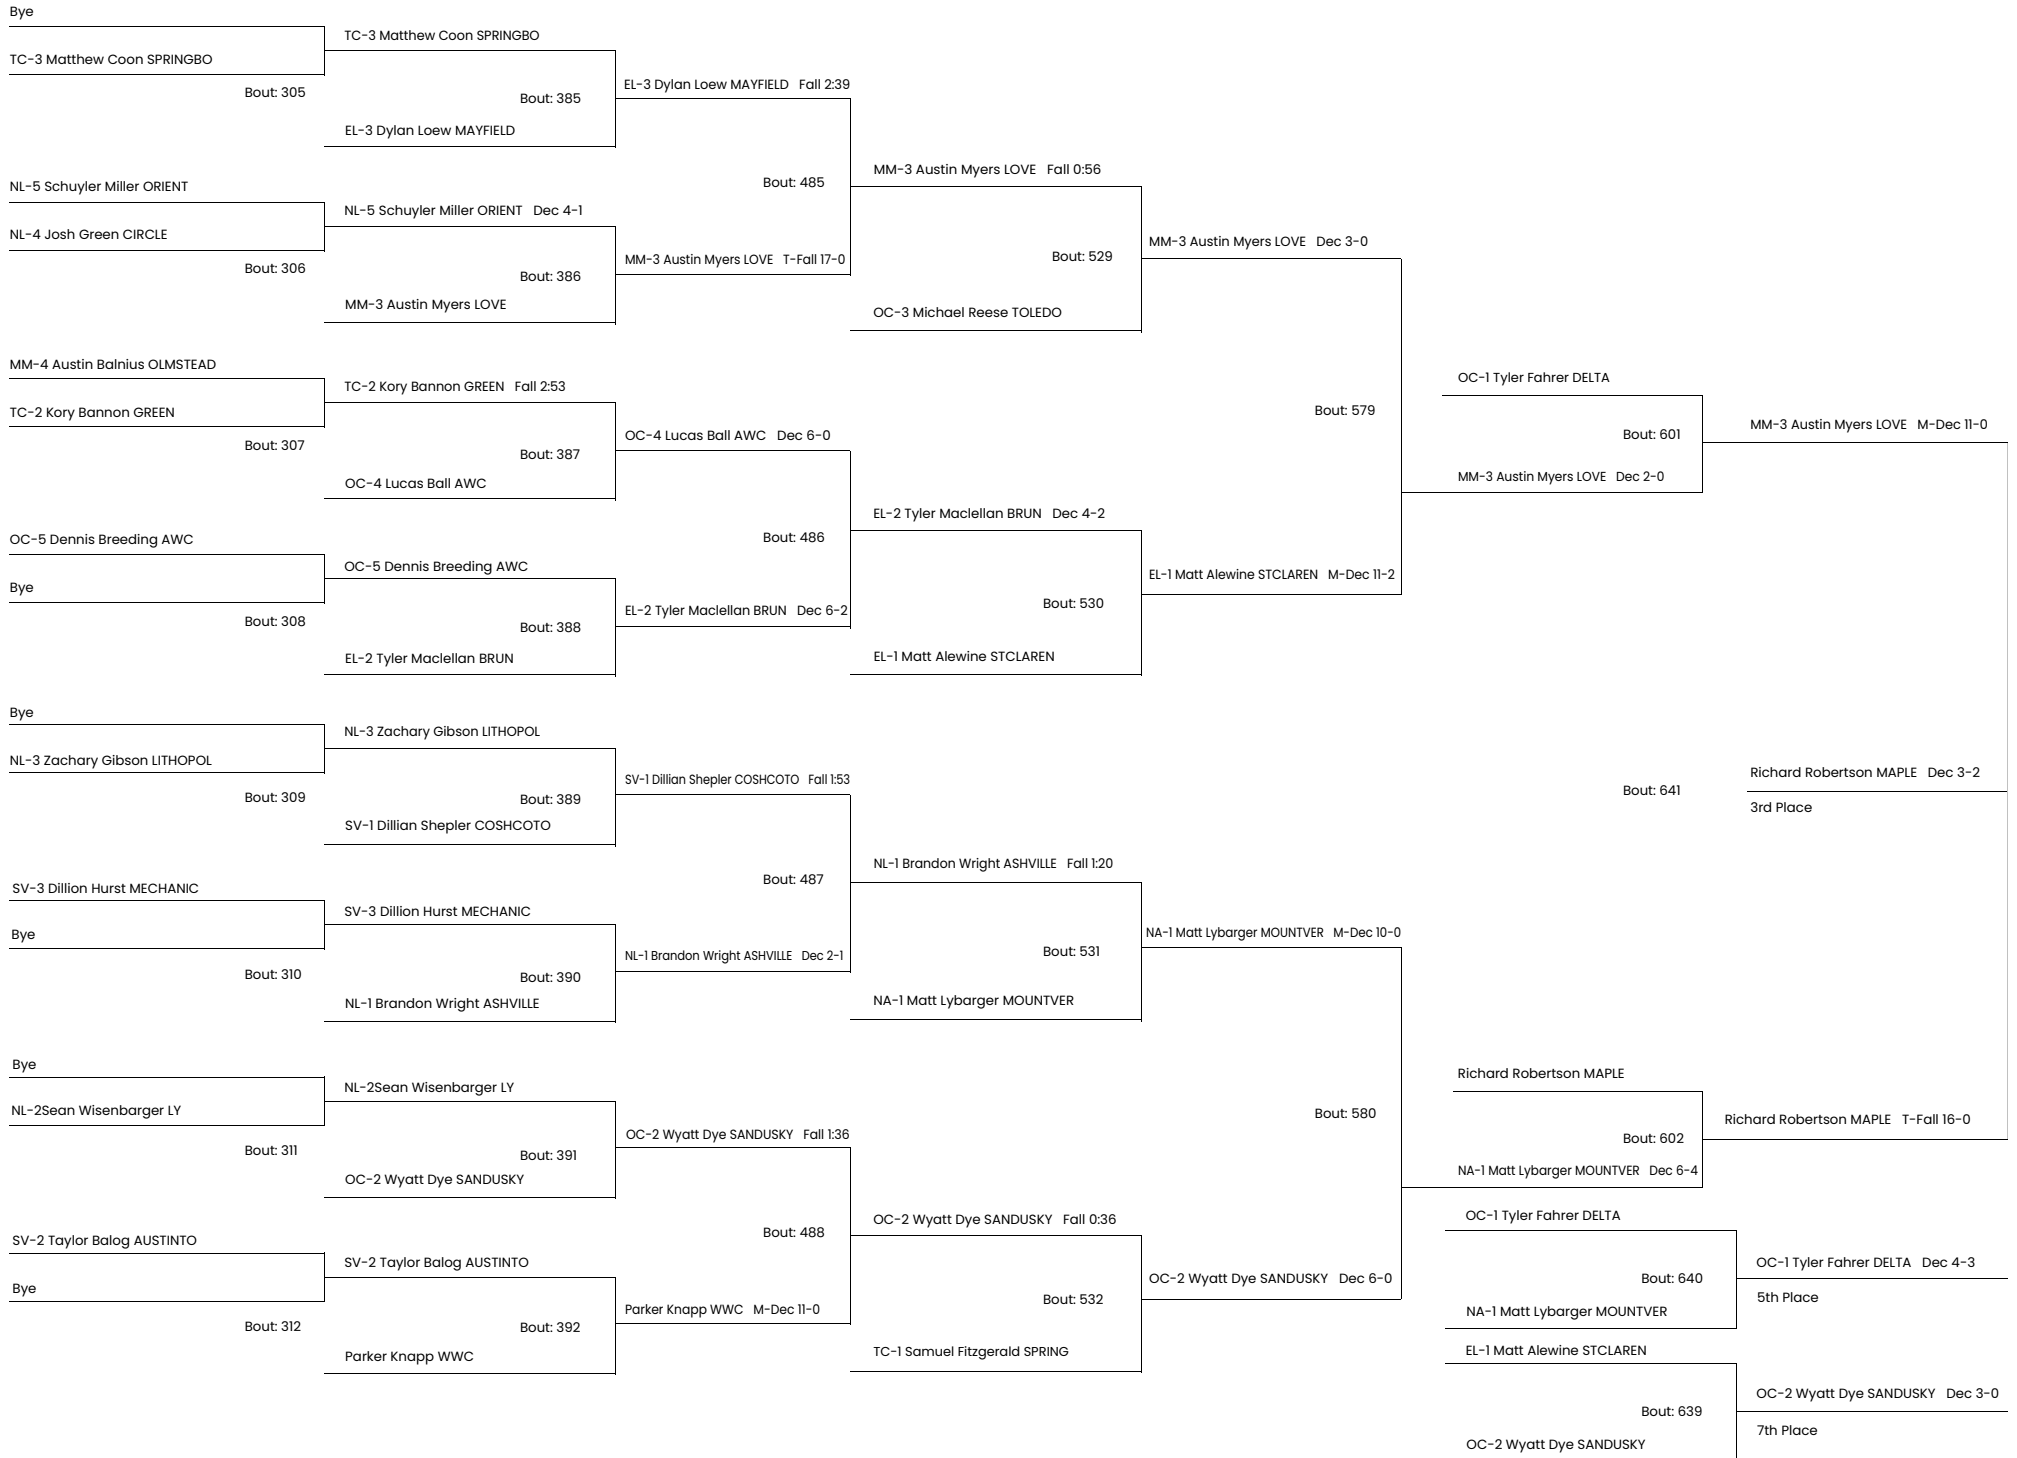 Bye
TC-3 Matthew Coon SPRINGBO
Bout: 305
NL-5 Schuyler Miller ORIENT
NL-4 Josh Green CIRCLE
Bout: 306
MM-4 Austin Balnius OLMSTEAD
TC-2 Kory Bannon GREEN
Bout: 307
OC-5 Dennis Breeding AWC
Bye
Bout: 308
Bye
NL-3 Zachary Gibson LITHOPOL
Bout: 309
SV-3 Dillion Hurst MECHANIC
Bye
Bout: 310
Bye
NL-2Sean Wisenbarger LY
Bout: 311
SV-2 Taylor Balog AUSTINTO
Bye
Bout: 312
TC-3 Matthew Coon SPRINGBO
Bout: 385
EL-3 Dylan Loew MAYFIELD
NL-5 Schuyler Miller ORIENT Dec 4-1
Bout: 386
MM-3 Austin Myers LOVE
TC-2 Kory Bannon GREEN Fall 2:53
Bout: 387
OC-4 Lucas Ball AWC
OC-5 Dennis Breeding AWC
Bout: 388
EL-2 Tyler Maclellan BRUN
NL-3 Zachary Gibson LITHOPOL
Bout: 389
SV-1 Dillian Shepler COSHCOTO
SV-3 Dillion Hurst MECHANIC
Bout: 390
NL-1 Brandon Wright ASHVILLE
NL-2Sean Wisenbarger LY
Bout: 391
OC-2 Wyatt Dye SANDUSKY
SV-2 Taylor Balog AUSTINTO
Bout: 392
Parker Knapp WWC
EL-3 Dylan Loew MAYFIELD Fall 2:39
Bout: 485
MM-3 Austin Myers LOVE T-Fall 17-0
OC-4 Lucas Ball AWC Dec 6-0
Bout: 486
EL-2 Tyler Maclellan BRUN Dec 6-2
SV-1 Dillian Shepler COSHCOTO Fall 1:53
Bout: 487
NL-1 Brandon Wright ASHVILLE Dec 2-1
OC-2 Wyatt Dye SANDUSKY Fall 1:36
Bout: 488
Parker Knapp WWC M-Dec 11-0
MM-3 Austin Myers LOVE Fall 0:56
Bout: 529
OC-3 Michael Reese TOLEDO
EL-2 Tyler Maclellan BRUN Dec 4-2
Bout: 530
EL-1 Matt Alewine STCLAREN
NL-1 Brandon Wright ASHVILLE Fall 1:20
Bout: 531
NA-1 Matt Lybarger MOUNTVER
OC-2 Wyatt Dye SANDUSKY Fall 0:36
Bout: 532
TC-1 Samuel Fitzgerald SPRING
MM-3 Austin Myers LOVE Dec 3-0
Bout: 579
EL-1 Matt Alewine STCLAREN M-Dec 11-2
NA-1 Matt Lybarger MOUNTVER M-Dec 10-0
Bout: 580
OC-2 Wyatt Dye SANDUSKY Dec 6-0
OC-1 Tyler Fahrer DELTA
Bout: 601
MM-3 Austin Myers LOVE Dec 2-0
Richard Robertson MAPLE
Bout: 602
NA-1 Matt Lybarger MOUNTVER Dec 6-4
MM-3 Austin Myers LOVE M-Dec 11-0
Bout: 641
Richard Robertson MAPLE Dec 3-2
3rd Place
Richard Robertson MAPLE T-Fall 16-0
OC-1 Tyler Fahrer DELTA
Bout: 640
NA-1 Matt Lybarger MOUNTVER
OC-1 Tyler Fahrer DELTA Dec 4-3
5th Place
EL-1 Matt Alewine STCLAREN
Bout: 639
OC-2 Wyatt Dye SANDUSKY
OC-2 Wyatt Dye SANDUSKY Dec 3-0
7th Place